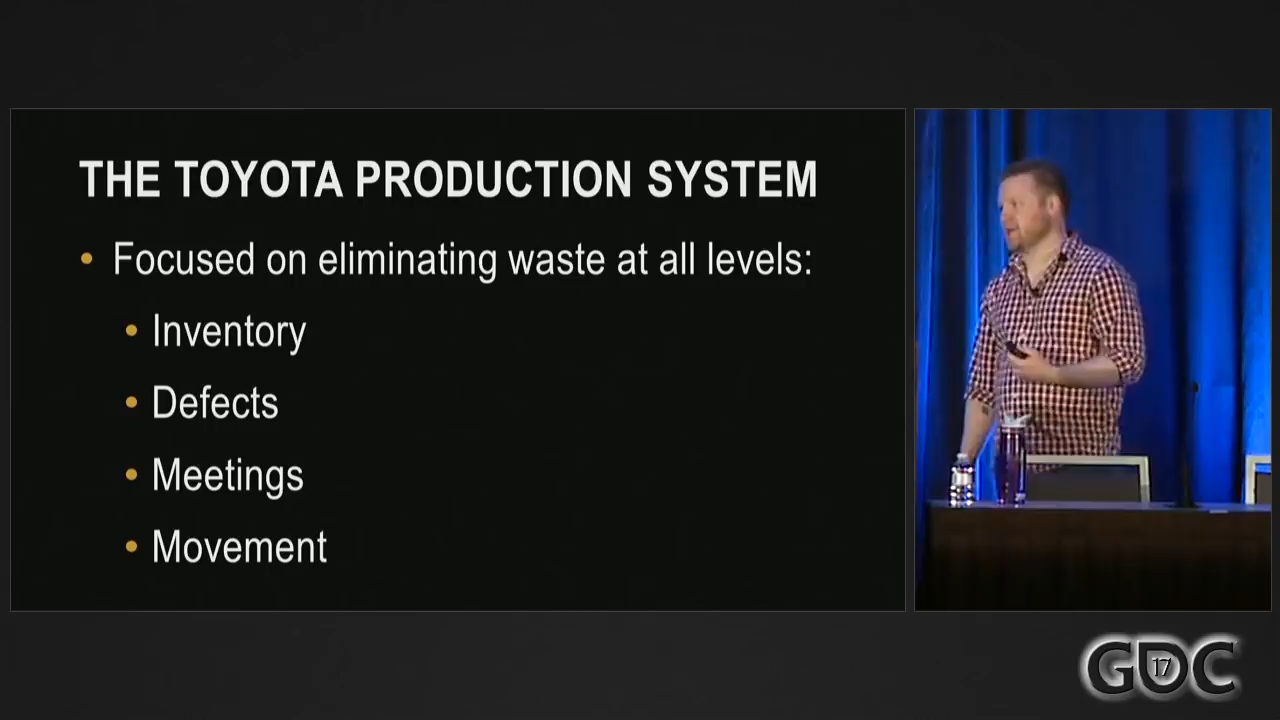 THE TOYOTA PRODUCTION SYSTEM
• Focused on eliminating waste at all levels:
• Inventory
• Defects
• Meetings
• Movement
GDC
17